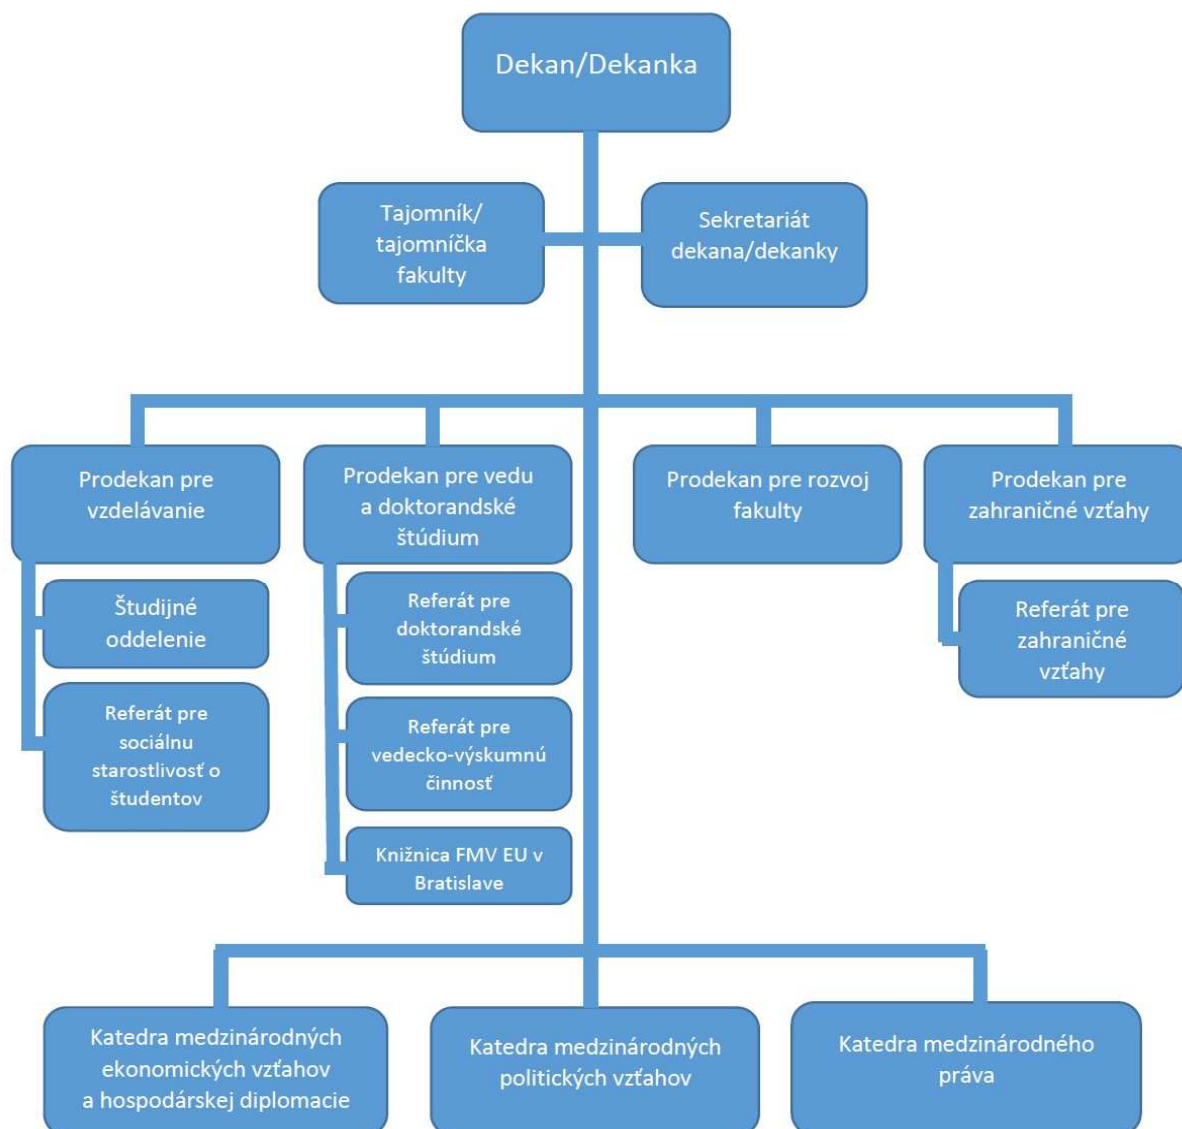 Dekan/Dekanka
Tajomník/
tajomníčka
fakulty
Sekretariát
dekana/dekanky
Prodekan pre
vzdelávanie
Prodekan pre vedu
a doktorandské
štúdium
Prodekan pre rozvoj
fakulty
Prodekan pre
zahraničné vzťahy
Študijné
oddelenie
Referát pre
sociálnu
starostlivosť o
študentov
Referát pre
doktorandské
štúdium
Referát pre
vedecko-výskumnú
činnosť
Knižnica FMV EU v
Bratislave
Referát pre
zahraničné
vzťahy
Katedra medzinárodných
ekonomických vzťahov
a hospodárskej diplomacie
Katedra medzinárodných
politických vzťahov
Katedra medzinárodného
práva